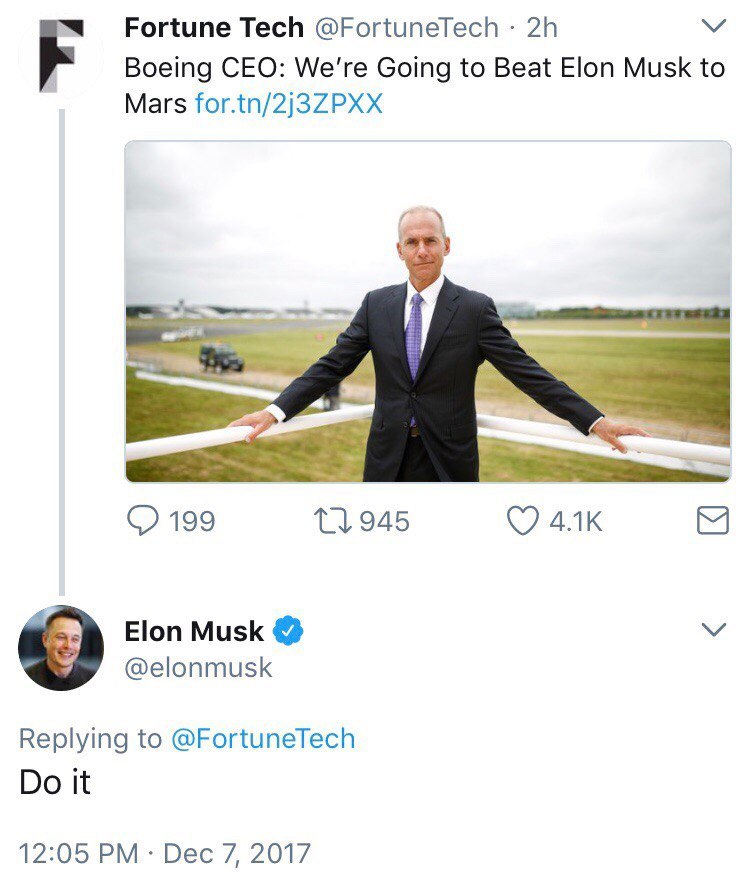 Fortune Tech @FortuneTech · 2h
Boeing CEO: We’re Going to Beat Elon Musk to
Mars for.tn/2j3ZPXX
199 945 4.1K
Elon Musk
@elonmusk
Replying to @FortuneTech
Do it
12:05 PM · Dec 7, 2017